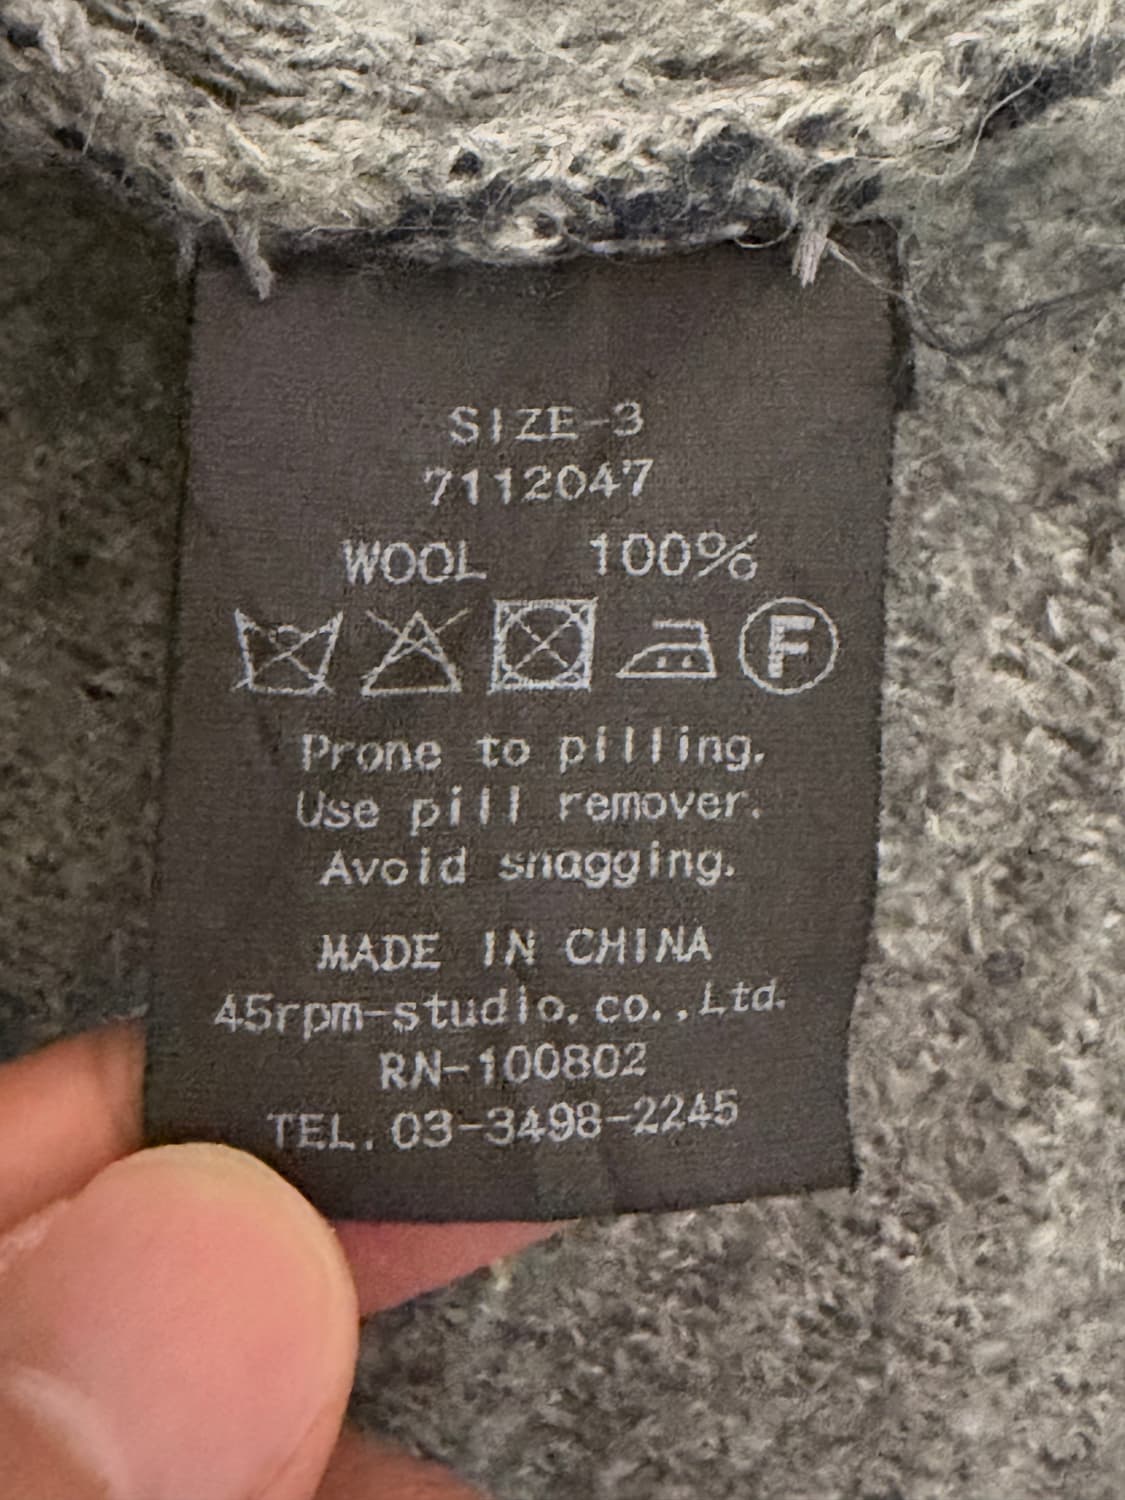 SIZE-3
7112047
WOOL 100%
F
Prone to pilling.
Use pill remover.
Avoid snagging.
MADE IN CHINA
45rpm-studio.co.,Ltd.
RN-100802
TEL.03-3498-2245